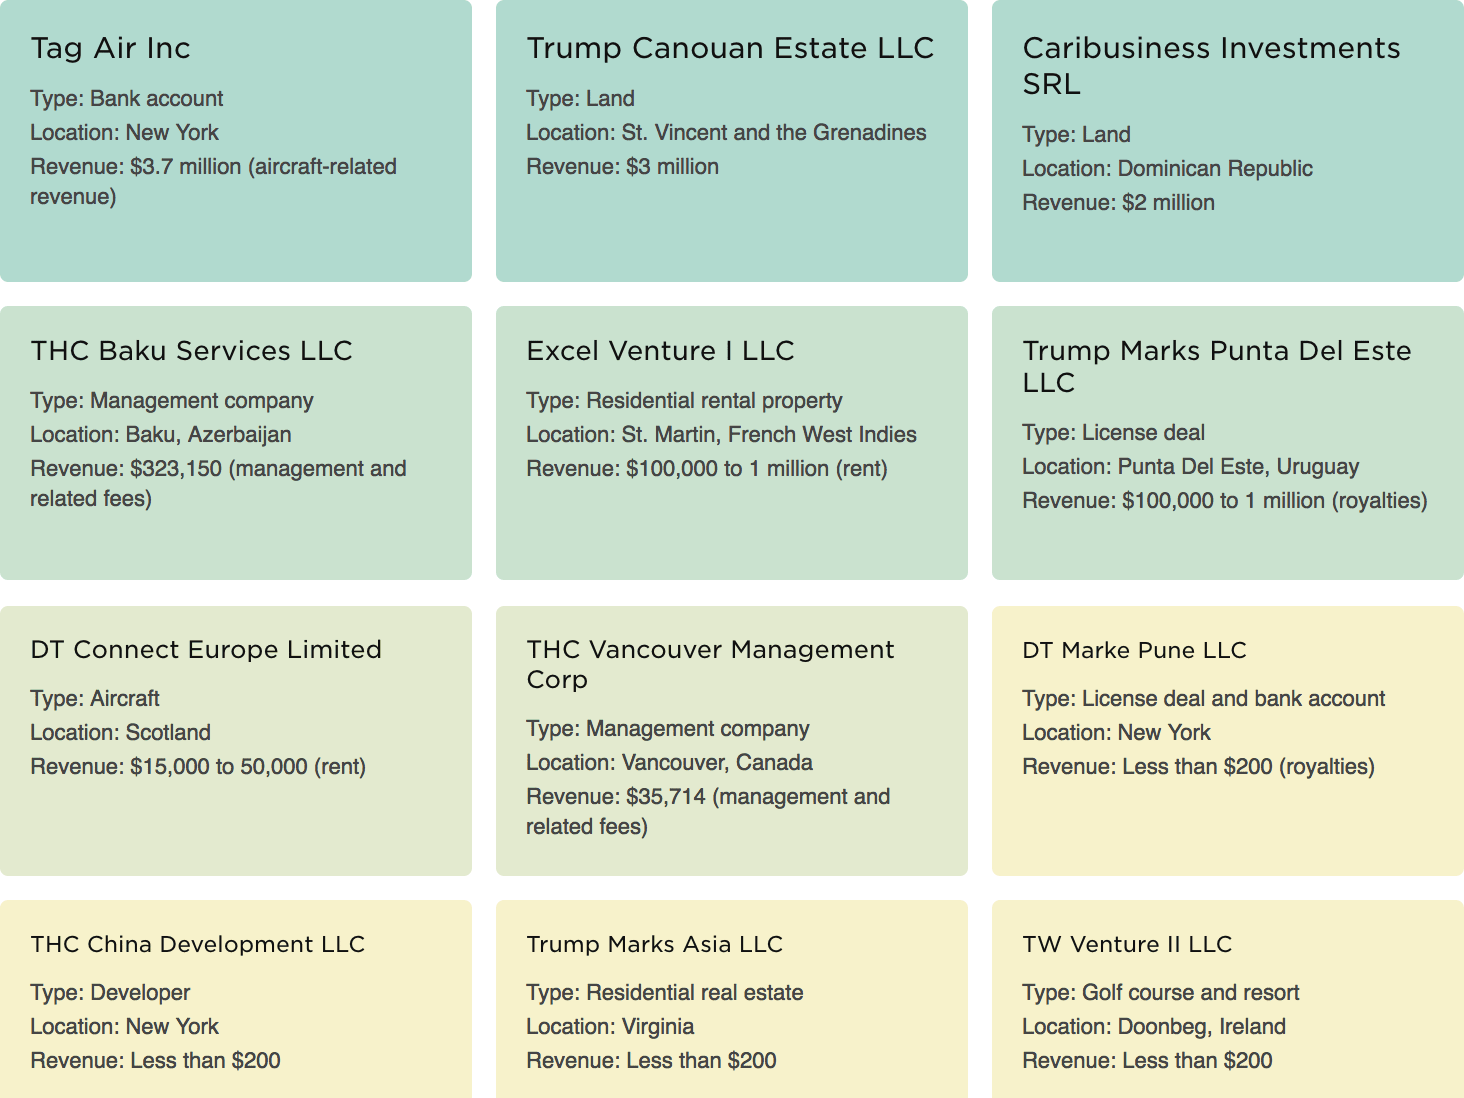 Tag Air Inc
Type: Bank account
Location: New York
Revenue: $3.7 million (aircraft-related
revenue)
Trump Canouan Estate LLC
Type: Land
Location: St. Vincent and the Grenadines
Revenue: $3 million
Caribusiness Investments
SRL
Type: Land
Location: Dominican Republic
Revenue: $2 million
THC Baku Services LLC
Type: Management company
Location: Baku, Azerbaijan
Revenue: $323,150 (management and
related fees)
Excel Venture I LLC
Type: Residential rental property
Location: St. Martin, French West Indies
Revenue: $100,000 to 1 million (rent)
Trump Marks Punta Del Este
LLC
Type: License deal
Location: Punta Del Este, Uruguay
Revenue: $100,000 to 1 million (royalties)
DT Connect Europe Limited
Type: Aircraft
Location: Scotland
Revenue: $15,000 to 50,000 (rent)
THC Vancouver Management
Corp
Type: Management company
Location: Vancouver, Canada
Revenue: $35,714 (management and
related fees)
DT Marke Pune LLC
Type: License deal and bank account
Location: New York
Revenue: Less than $200 (royalties)
THC China Development LLC
Type: Developer
Location: New York
Revenue: Less than $200
Trump Marks Asia LLC
Type: Residential real estate
Location: Virginia
Revenue: Less than $200
TW Venture II LLC
Type: Golf course and resort
Location: Doonbeg, Ireland
Revenue: Less than $200